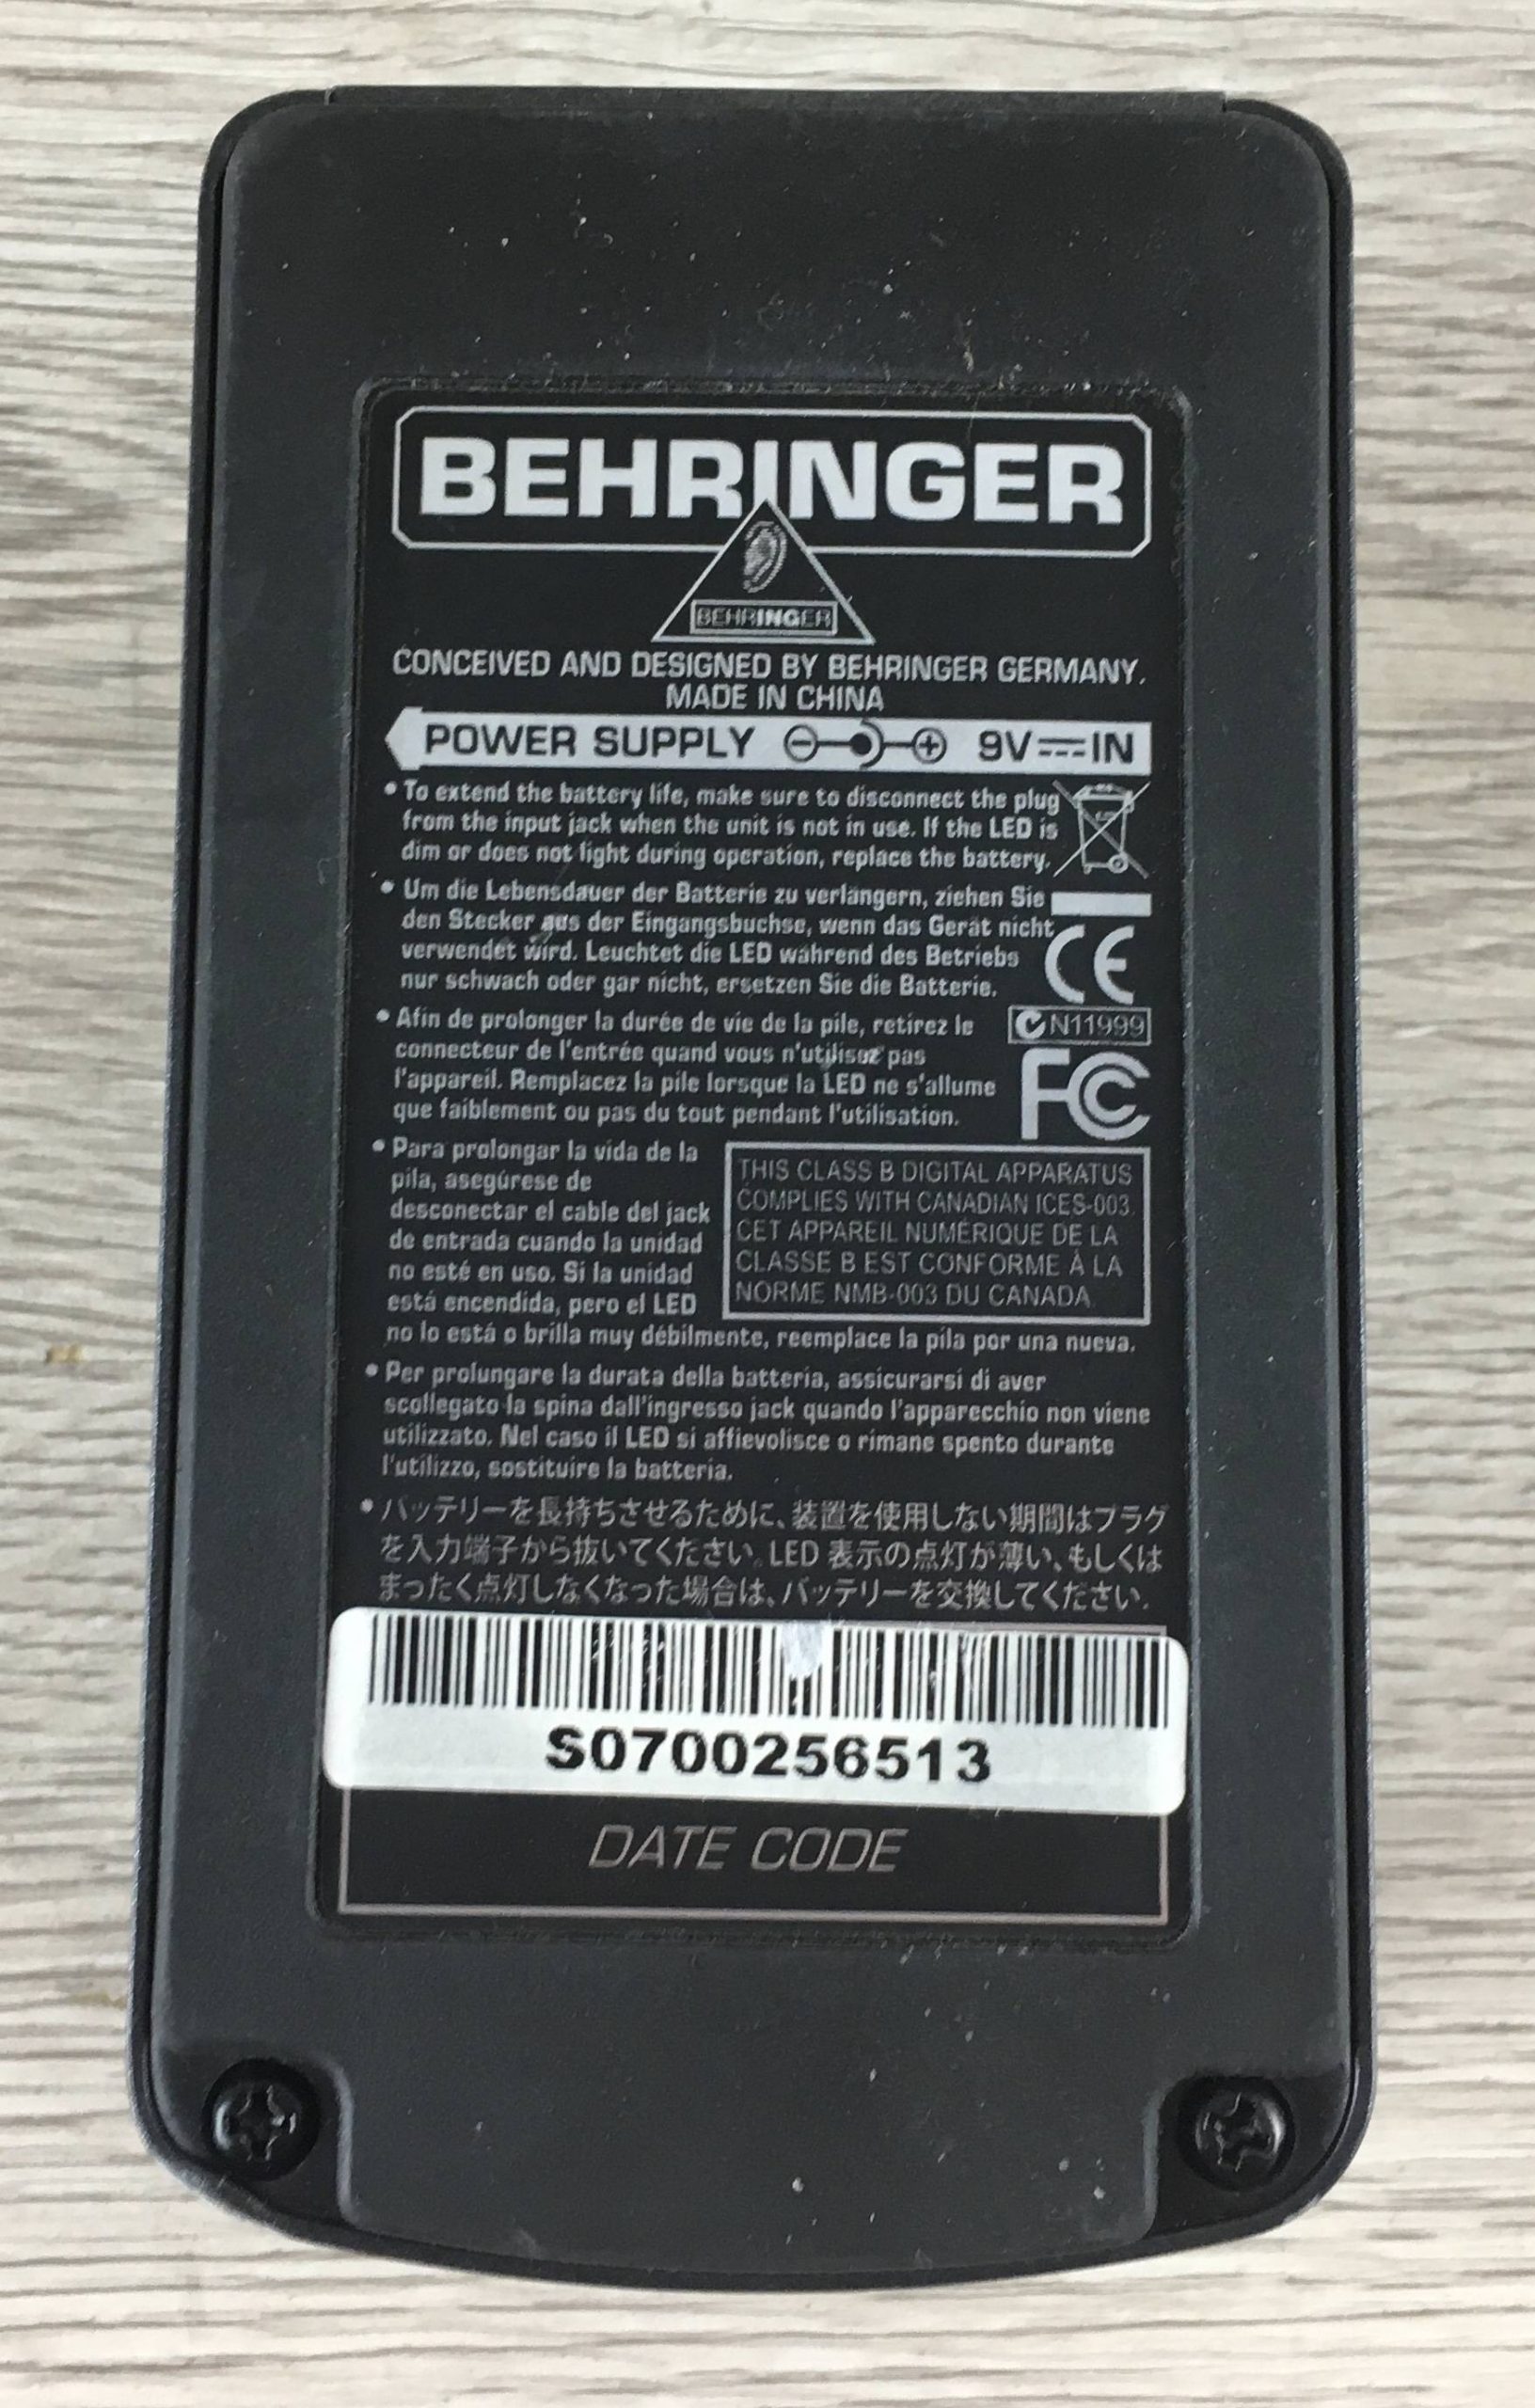 BEHRINGER
BEHRINGER
CONCEIVED AND DESIGNED BY BEHRINGER GERMANY.
MADE IN CHINA
POWER SUPPLY 9V IN
• To extend the battery life, make sure to disconnect the plug
from the input jack when the unit is not in use. If the LED is
dim or does not light during operation, replace the battery.
• Um die Lebensdauer der Batterie zu verlängern, ziehen Sie
den Stecker aus der Eingangsbuchse, wenn das Gerät nicht
verwendet wird. Leuchtet die LED während des Betriebs
nur schwach oder gar nicht, ersetzen Sie die Batterie.
CE
• Afin de prolonger la durée de vie de la pile, retirez le
connecteur de l'entrée quand vous n'utilisez pas
l'appareil. Remplacez la pile lorsque la LED ne s'allume
que faiblement ou pas du tout pendant l'utilisation.
N11999
FC
• Para prolongar la vida de la
pila, asegúrese de
desconectar el cable del jack
de entrada cuando la unidad
no esté en uso. Si la unidad
está encendida, pero el LED
no lo está o brilla muy débilmente, reemplace la pila por una nueva.
THIS CLASS B DIGITAL APPARATUS
COMPLIES WITH CANADIAN ICES-003.
CET APPAREIL NUMÉRIQUE DE LA
CLASSE B EST CONFORME À LA
NORME NMB-003 DU CANADA.
• Per prolungare la durata della batteria, assicurarsi di aver
scollegato la spina dall'ingresso jack quando l'apparecchio non viene
utilizzato. Nel caso il LED si affievolisce o rimane spento durante
l'utilizzo, sostituire la batteria.
• バッテリーを長持ちさせるために、装置を使用しない期間はプラグ
を入力端子から抜いてください。LED 表示の点灯が薄い、もしくは
まったく点灯しなくなった場合は、バッテリーを交換してください.
S0700256513
DATE CODE